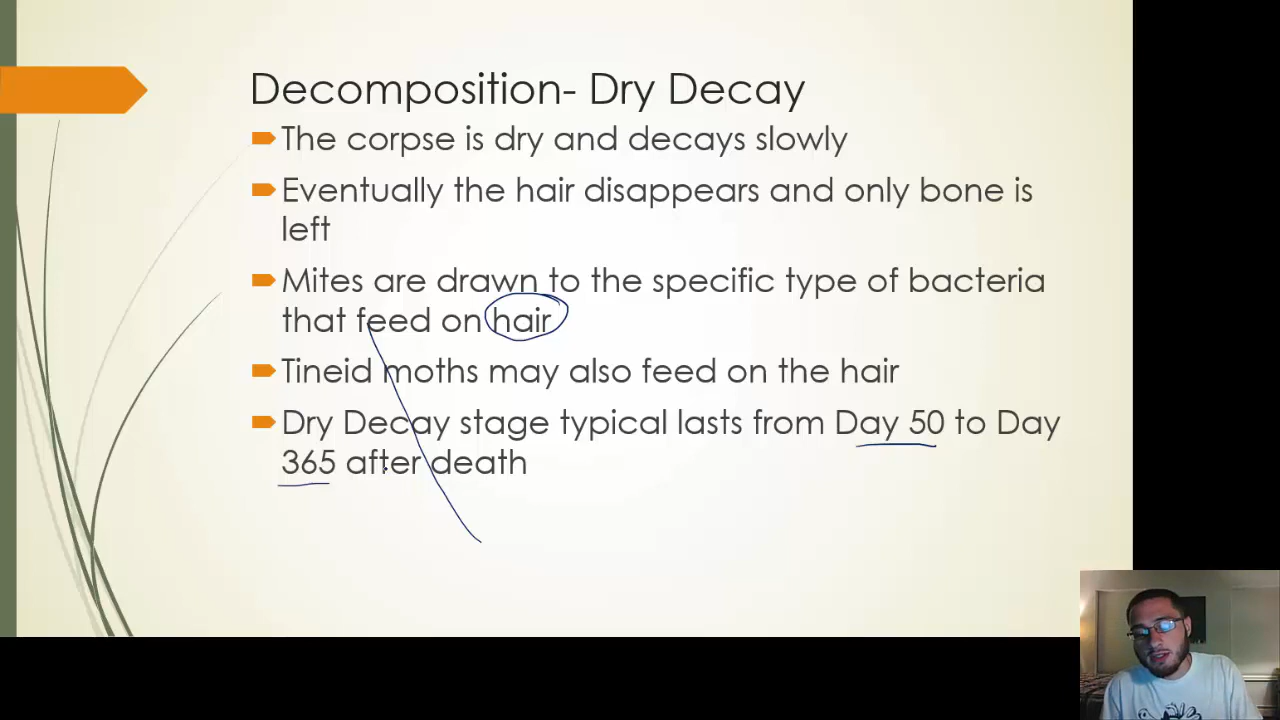 Decomposition- Dry Decay
The corpse is dry and decays slowly
Eventually the hair disappears and only bone is
left
Mites are drawn to the specific type of bacteria
that feed on hair
Tineid moths may also feed on the hair
Dry Decay stage typical lasts from Day 50 to Day
365 after death